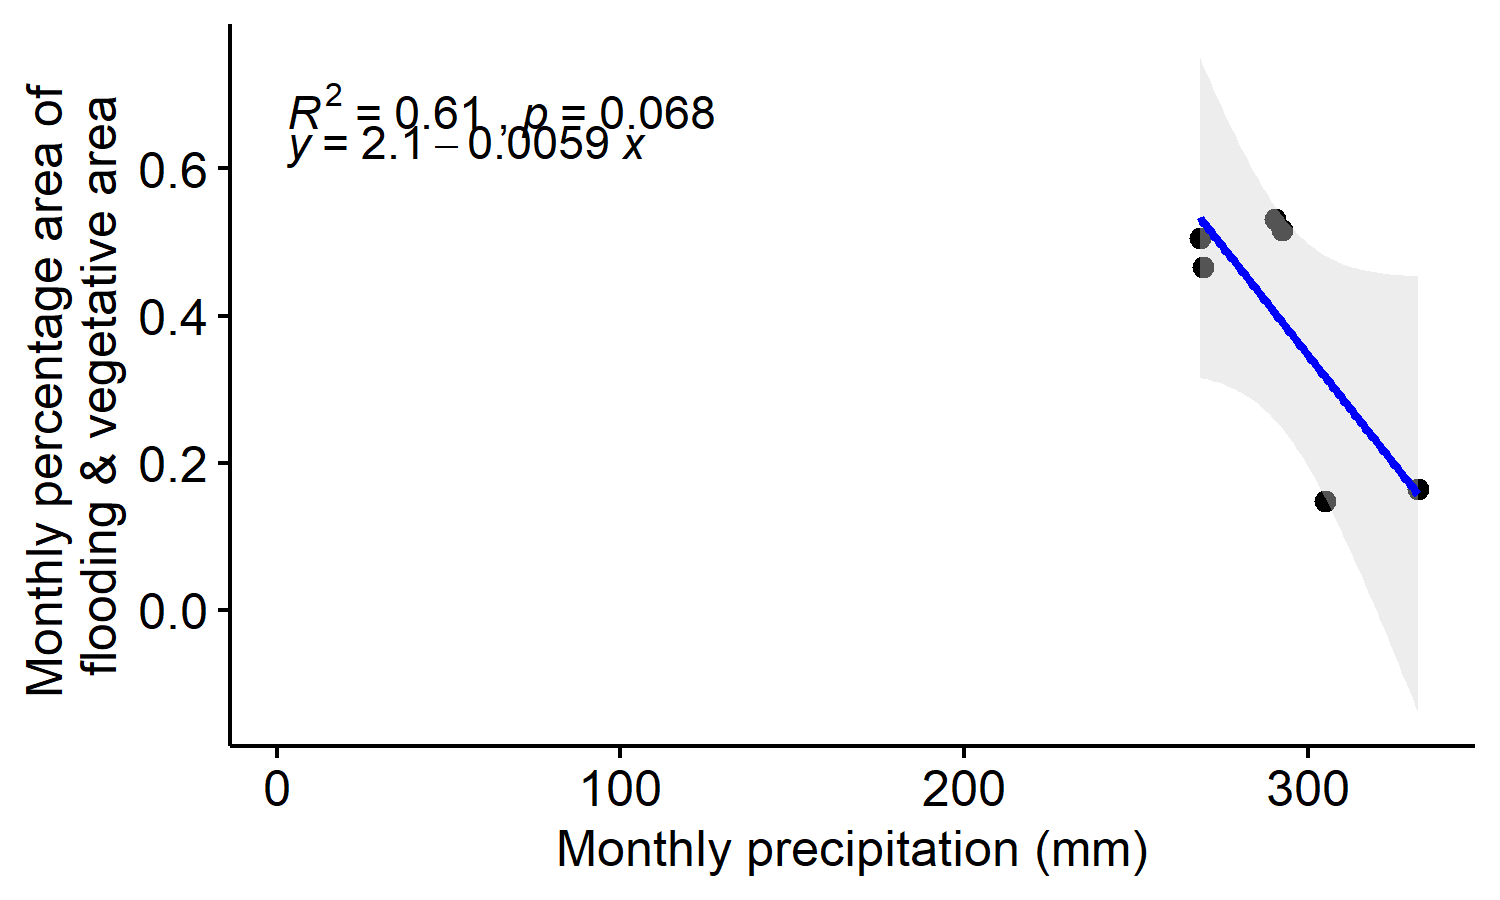 R² = 0.61 , p = 0.068
y = 2.1 – 0.0059 x
Monthly percentage area of
flooding & vegetative area
0.6
0.4
0.2
0.0
0 100 200 300
Monthly precipitation (mm)